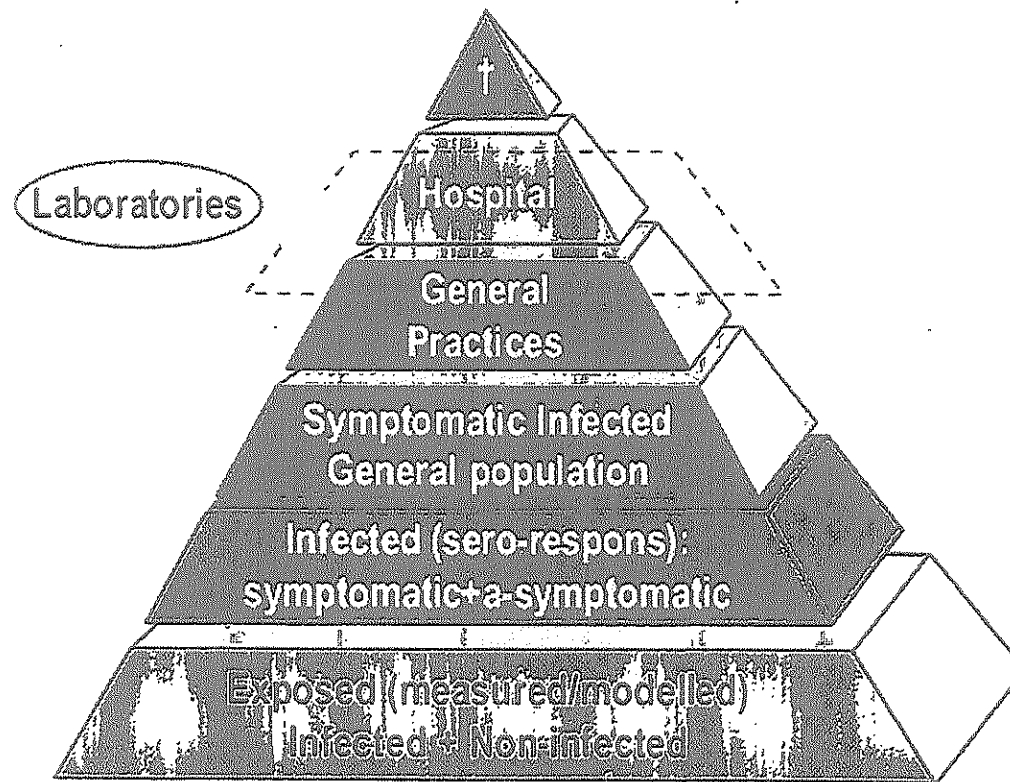 †
Laboratories
Hospital
General
Practices
Symptomatic Infected
General population
Infected (sero-respons):
symptomatic+a-symptomatic
Exposed (measured/modelled)
Infected + Non-infected